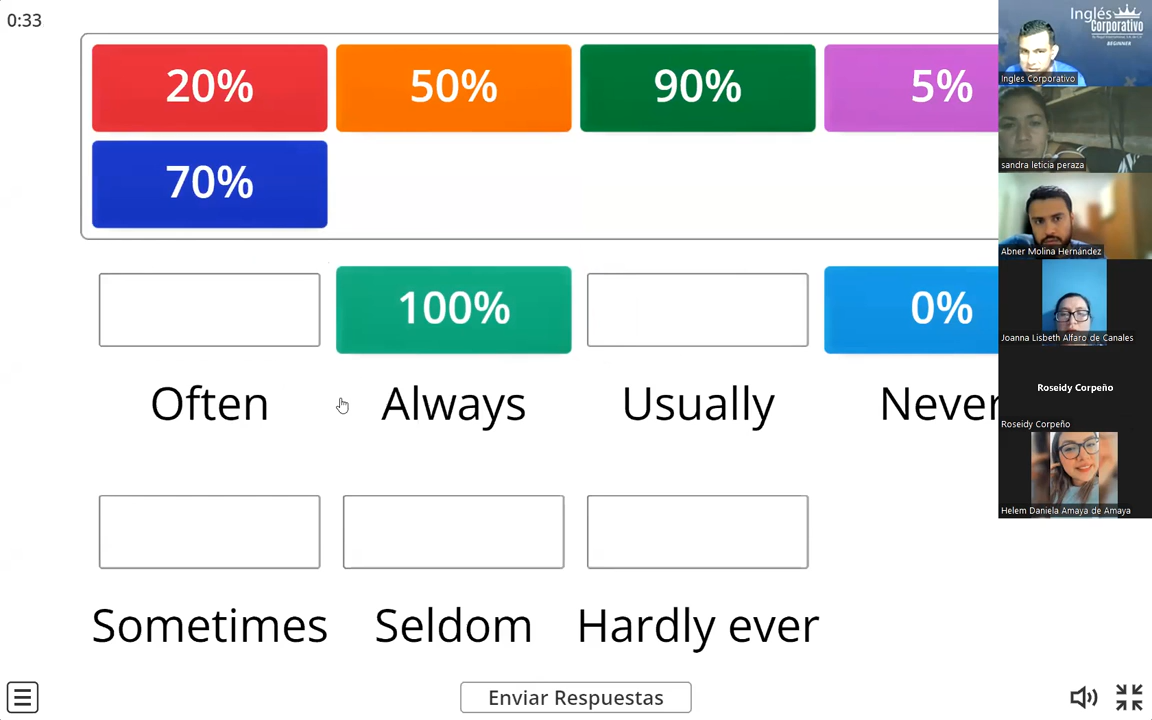 0:33
20%
50%
90%
5%
70%
100%
0%
Often
Always
Usually
Never
Sometimes
Seldom
Hardly ever
Enviar Respuestas
Inglés
Corporativo
BEGINNER
Ingles Corporativo
sandra leticia peraza
Abner Molina Hernández
Joanna Lisbeth Alfaro de Canales
Roseidy Corpeño
Roseidy Corpeño
Helem Daniela Amaya de Amaya